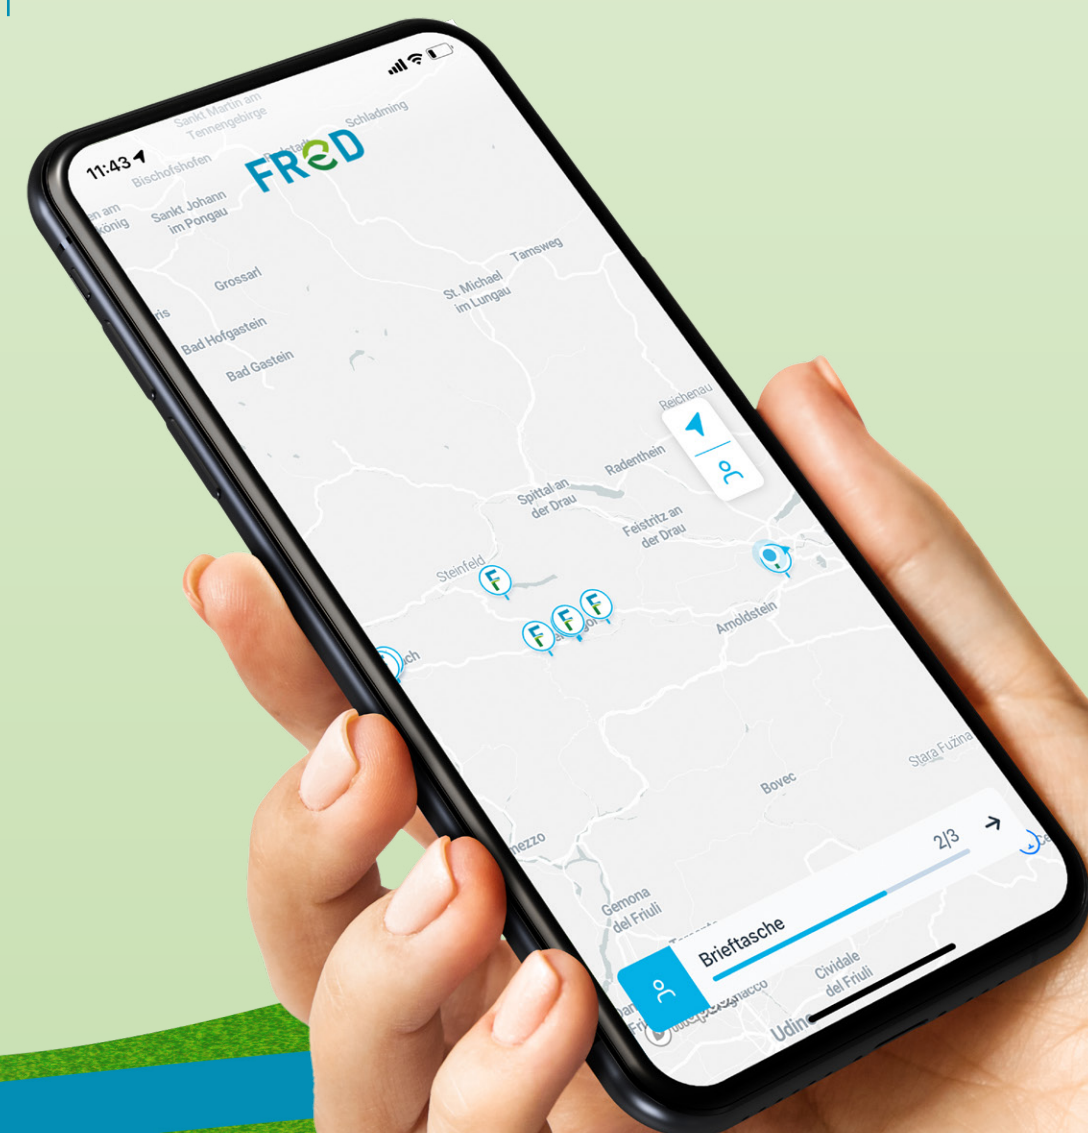 11:43
Sankt Martin am
Tennengebirge
Schladming
FReD
Bischofshofen
Sankt Johann
im Pongau
Grossarl
Tamsweg
St. Michael
im Lungau
Bad Hofgastein
Bad Gastein
Reichenau
Radenthein
Spittal an
der Drau
Feistritz an
der Drau
Steinfeld
F
F
F
F
Arnoldstein
Stara Fužina
Bovec
2/3
Gemona
del Friuli
Brieftasche
Cividale
del Friuli